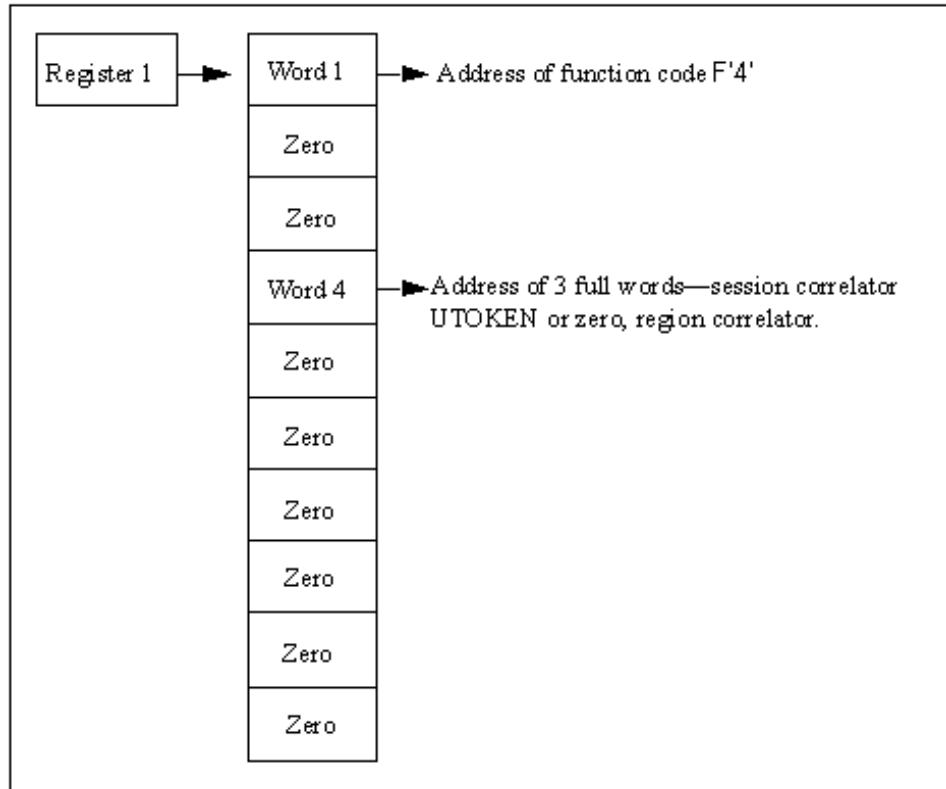 Register 1
Word 1
Address of function code F'4'
Zero
Zero
Word 4
Address of 3 full words—session correlator
UTOKEN or zero, region correlator.
Zero
Zero
Zero
Zero
Zero
Zero